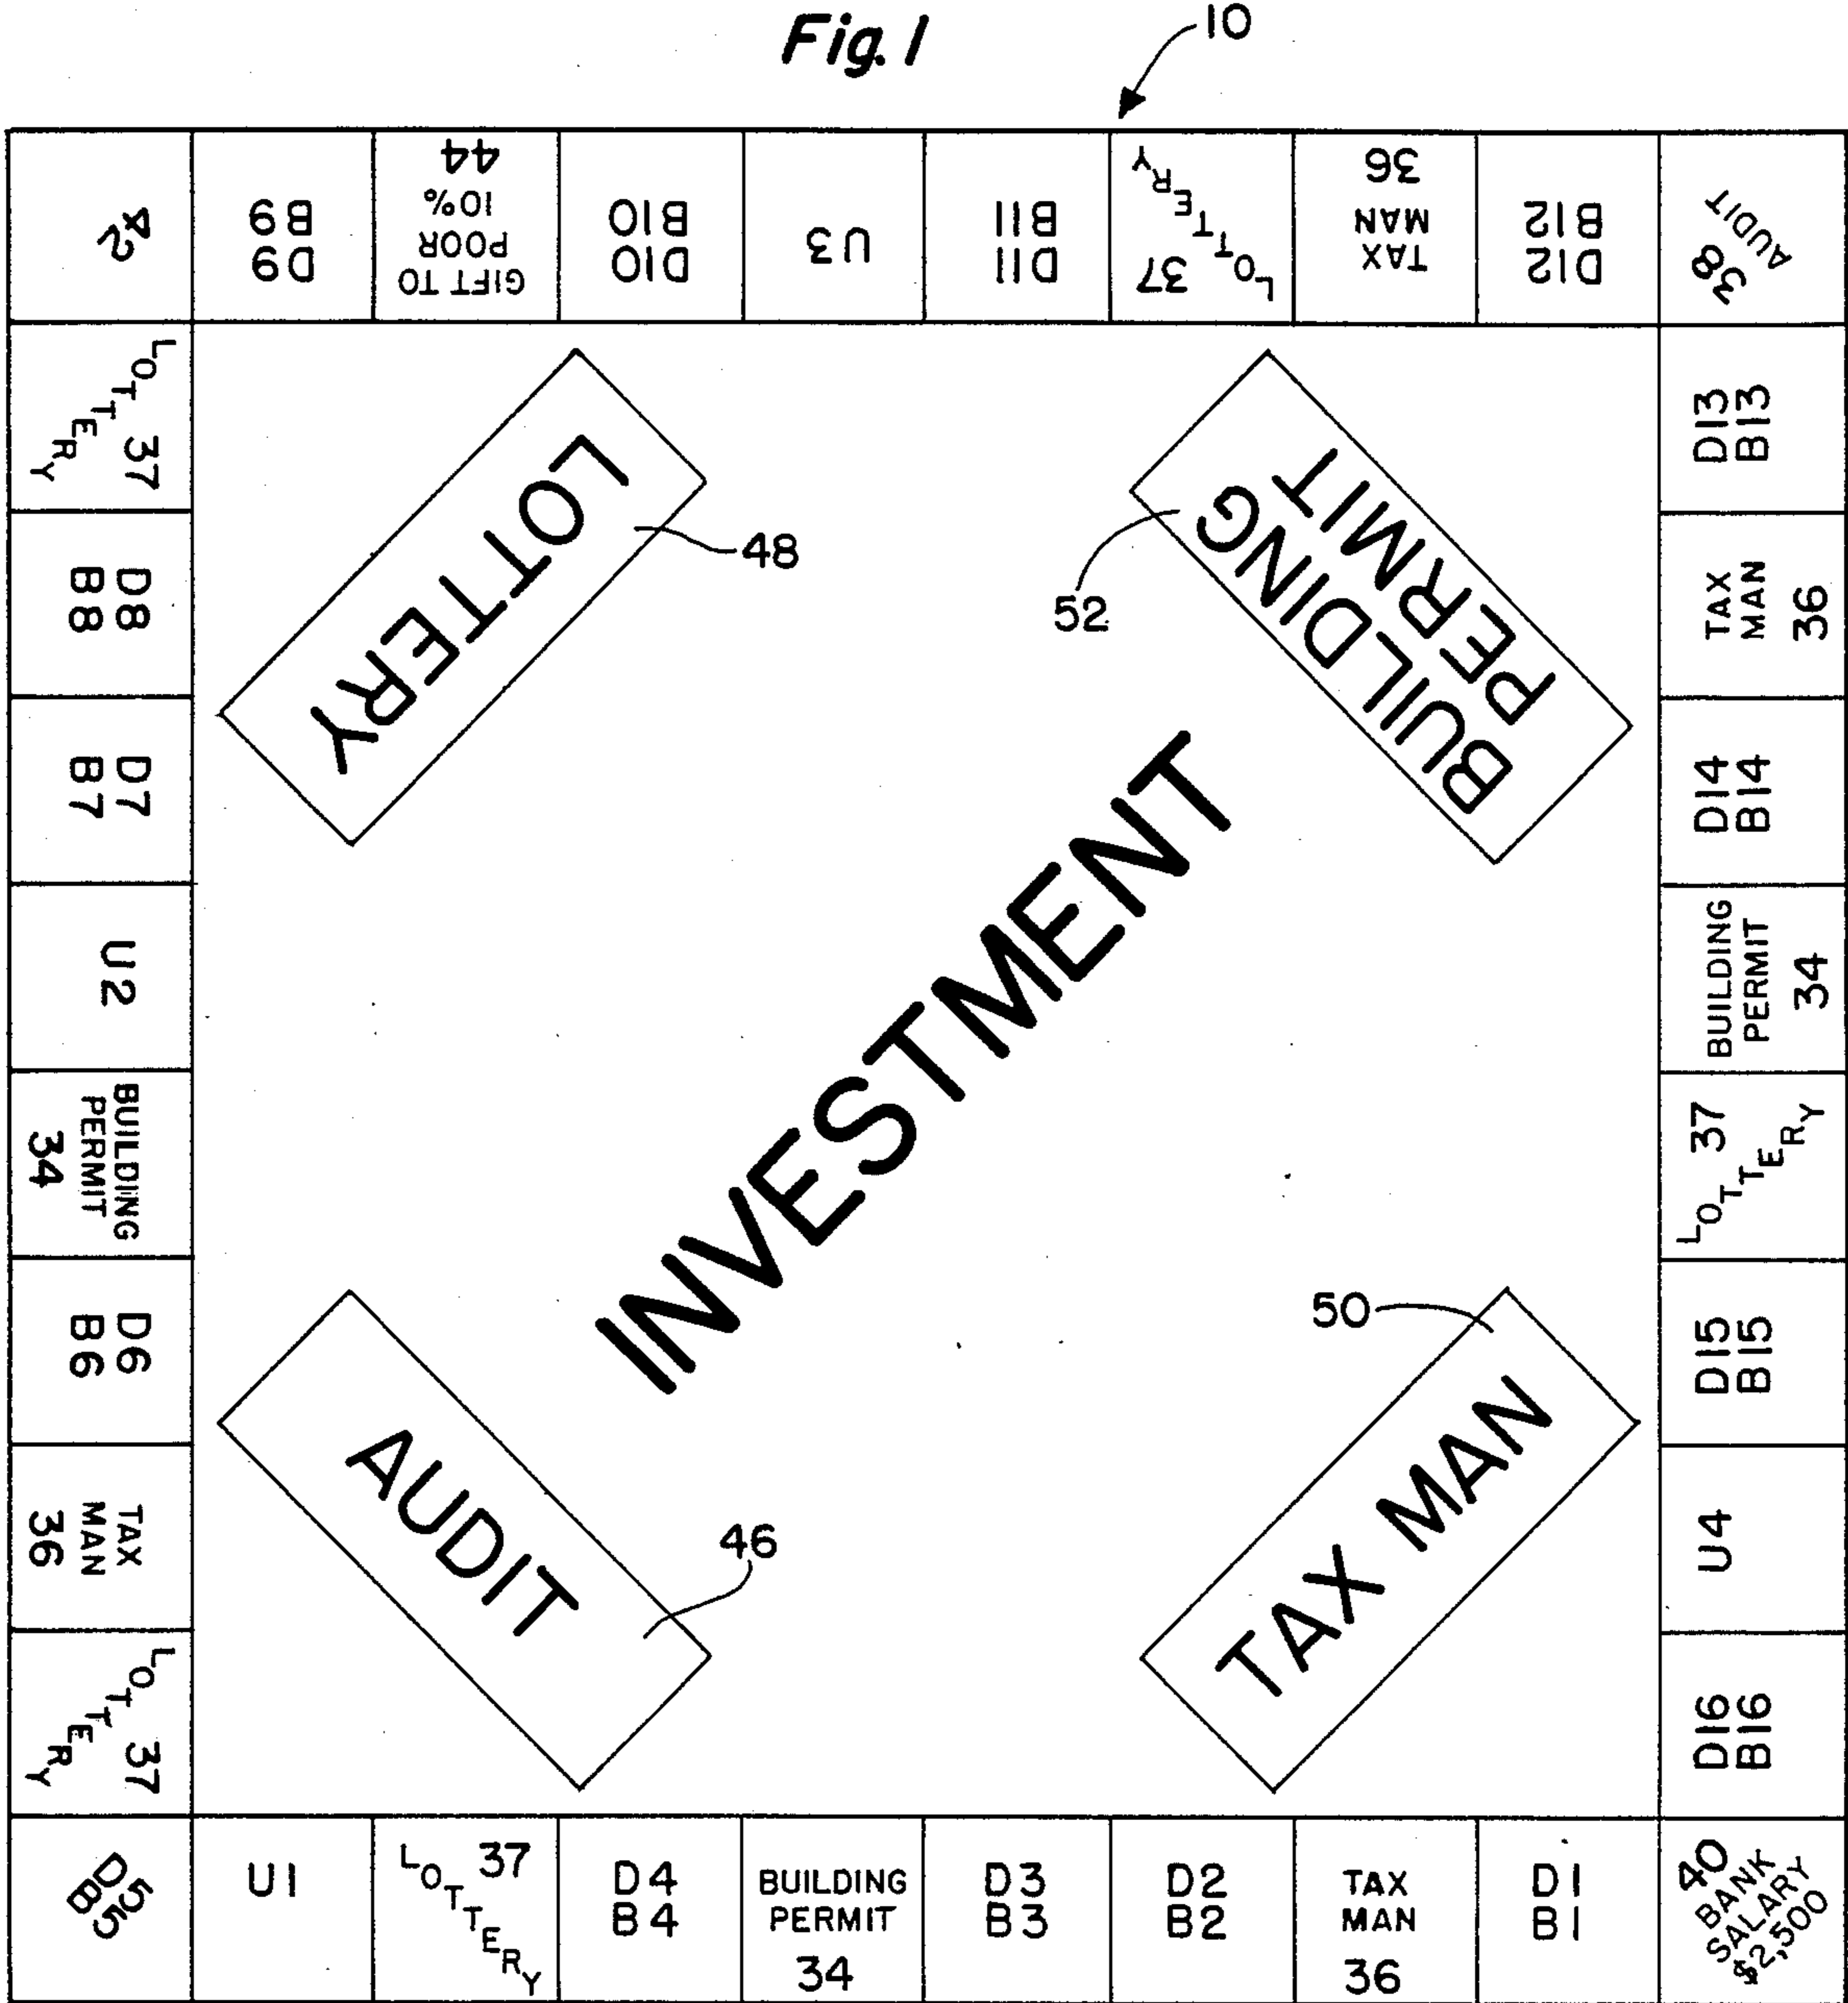 Fig. 1
10
42
D9
B9
GIFT TO
POOR
10%
44
D10
B10
U3
D11
B11
LOTTERY
37
TAX
MAN
36
D12
B12
38
AUDIT
D13
B13
TAX
MAN
36
D14
B14
BUILDING
PERMIT
34
LOTTERY
37
D15
B15
U4
D16
B16
40
BANK
SALARY
$2,500
D1
B1
TAX
MAN
36
D2
B2
D3
B3
BUILDING
PERMIT
34
D4
B4
LOTTERY
37
U1
D5
B5
LOTTERY
37
TAX
MAN
36
D6
B6
BUILDING
PERMIT
34
U2
D7
B7
D8
B8
LOTTERY
37
LOTTERY
48
BUILDING
PERMIT
52
INVESTMENT
AUDIT
46
TAX MAN
50